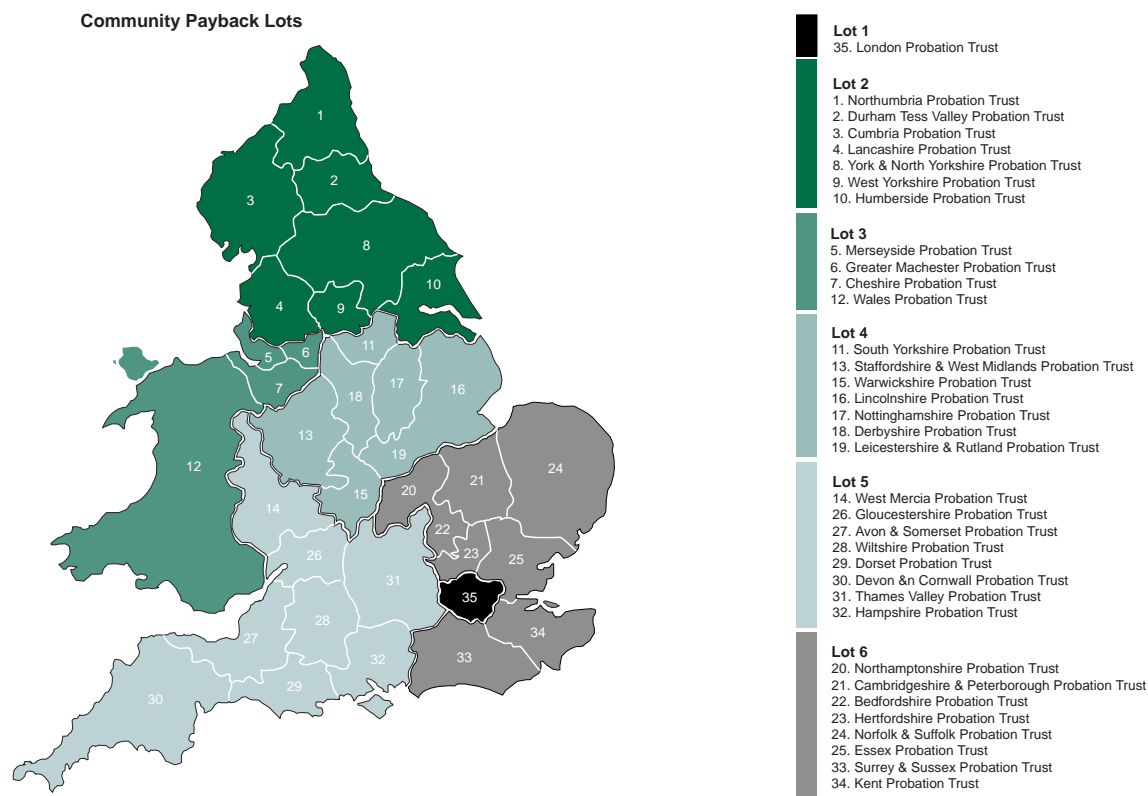 Community Payback Lots
1
2
3
8
10
4
9
5
6
11
7
18
17
16
13
19
12
15
20
21
24
14
22
23
25
26
31
35
28
27
34
33
32
29
30
Lot 1
35. London Probation Trust
Lot 2
1. Northumbria Probation Trust
2. Durham Tess Valley Probation Trust
3. Cumbria Probation Trust
4. Lancashire Probation Trust
8. York & North Yorkshire Probation Trust
9. West Yorkshire Probation Trust
10. Humberside Probation Trust
Lot 3
5. Merseyside Probation Trust
6. Greater Machester Probation Trust
7. Cheshire Probation Trust
12. Wales Probation Trust
Lot 4
11. South Yorkshire Probation Trust
13. Staffordshire & West Midlands Probation Trust
15. Warwickshire Probation Trust
16. Lincolnshire Probation Trust
17. Nottinghamshire Probation Trust
18. Derbyshire Probation Trust
19. Leicestershire & Rutland Probation Trust
Lot 5
14. West Mercia Probation Trust
26. Gloucestershire Probation Trust
27. Avon & Somerset Probation Trust
28. Wiltshire Probation Trust
29. Dorset Probation Trust
30. Devon &n Cornwall Probation Trust
31. Thames Valley Probation Trust
32. Hampshire Probation Trust
Lot 6
20. Northamptonshire Probation Trust
21. Cambridgeshire & Peterborough Probation Trust
22. Bedfordshire Probation Trust
23. Hertfordshire Probation Trust
24. Norfolk & Suffolk Probation Trust
25. Essex Probation Trust
33. Surrey & Sussex Probation Trust
34. Kent Probation Trust